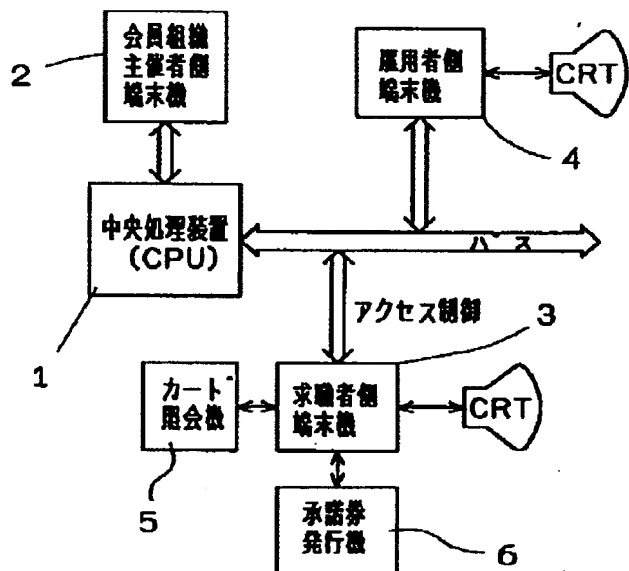 2
会員組織
主催者側
端末機
雇用者側
端末機
CRT
4
中央処理装置
(CPU)
バス
1
アクセス制御
3
カード
照会機
求職者側
端末機
CRT
5
承諾券
発行機
6